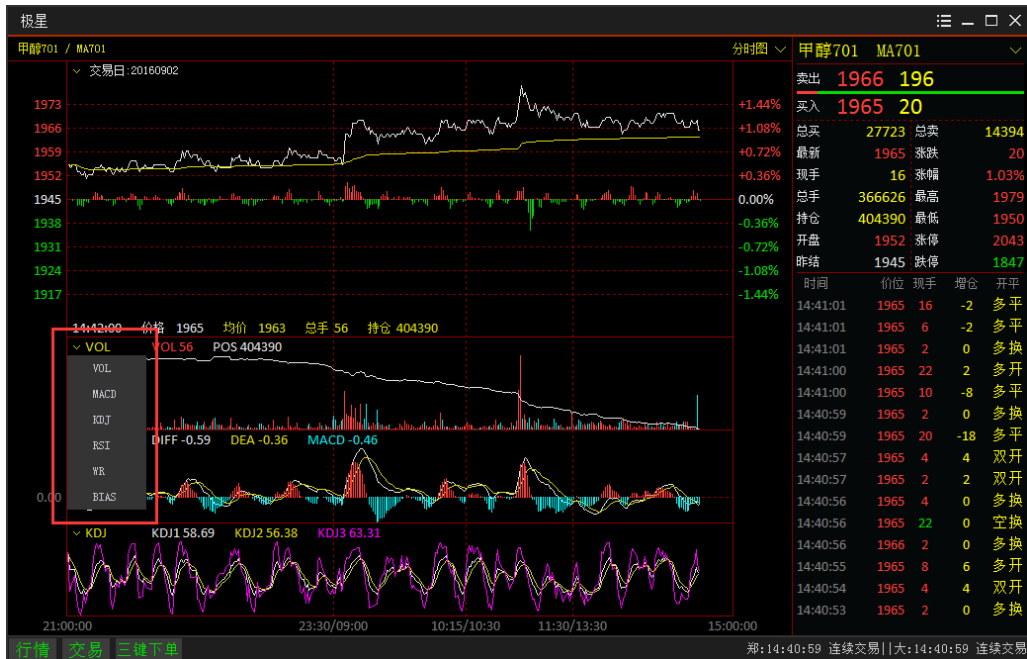 极星
甲醇701 / MA701 分时图
交易日:20160902
1973 +1.44%
1966 +1.08%
1959 +0.72%
1952 +0.36%
1945 0.00%
1938 -0.36%
1931 -0.72%
1924 -1.08%
1917 -1.44%
14:42:00 价格 1965 均价 1963 总手 56 持仓 404390
VOL VOL 56 POS 404390
VOL
MACD
KDJ
RSI
WR
BIAS
DIFF -0.59 DEA -0.36 MACD -0.46
0.00
KDJ KDJ1 58.69 KDJ2 56.38 KDJ3 63.31
21:00:00 23:30/09:00 10:15/10:30 11:30/13:30 15:00:00
甲醇701 MA701
卖出 1966 196
买入 1965 20
总买 27723 总卖 14394
最新 1965 涨跌 20
现手 16 涨幅 1.03%
总手 366626 最高 1979
持仓 404390 最低 1950
开盘 1952 涨停 2043
昨结 1945 跌停 1847
时间 价位 现手 增仓 开平
14:41:01 1965 16 -2 多平
14:41:01 1965 6 -2 多平
14:41:01 1965 2 0 多换
14:41:00 1965 22 2 多开
14:41:00 1965 10 -8 多平
14:40:59 1965 2 0 多换
14:40:59 1965 20 -18 多平
14:40:57 1965 4 4 双开
14:40:57 1965 2 2 双开
14:40:56 1965 4 0 多换
14:40:56 1965 22 0 空换
14:40:56 1966 2 0 多换
14:40:55 1965 8 6 多开
14:40:54 1965 4 4 双开
14:40:53 1965 2 0 多换
行情 交易 三键下单
郑:14:40:59 连续交易||大:14:40:59 连续交易